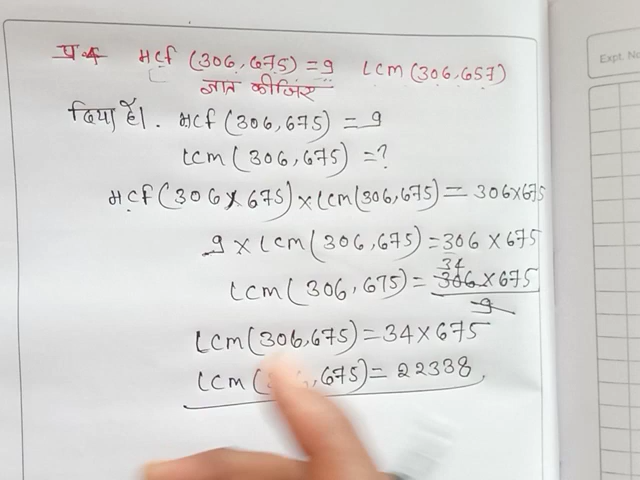 प्र.4 HCF (306,675) = 9 LCM (306,657)
ज्ञात कीजिए
दिया है। HCF (306,675) = 9
LCM (306,675) = ?
HCF (306×675) × LCM (306,675) = 306×675
9 × LCM (306,675) = 306 × 675
34
LCM (306,675) = 306 × 675
9
LCM (306,675) = 34 × 675
LCM ( ,675) = 22338
Expt. No